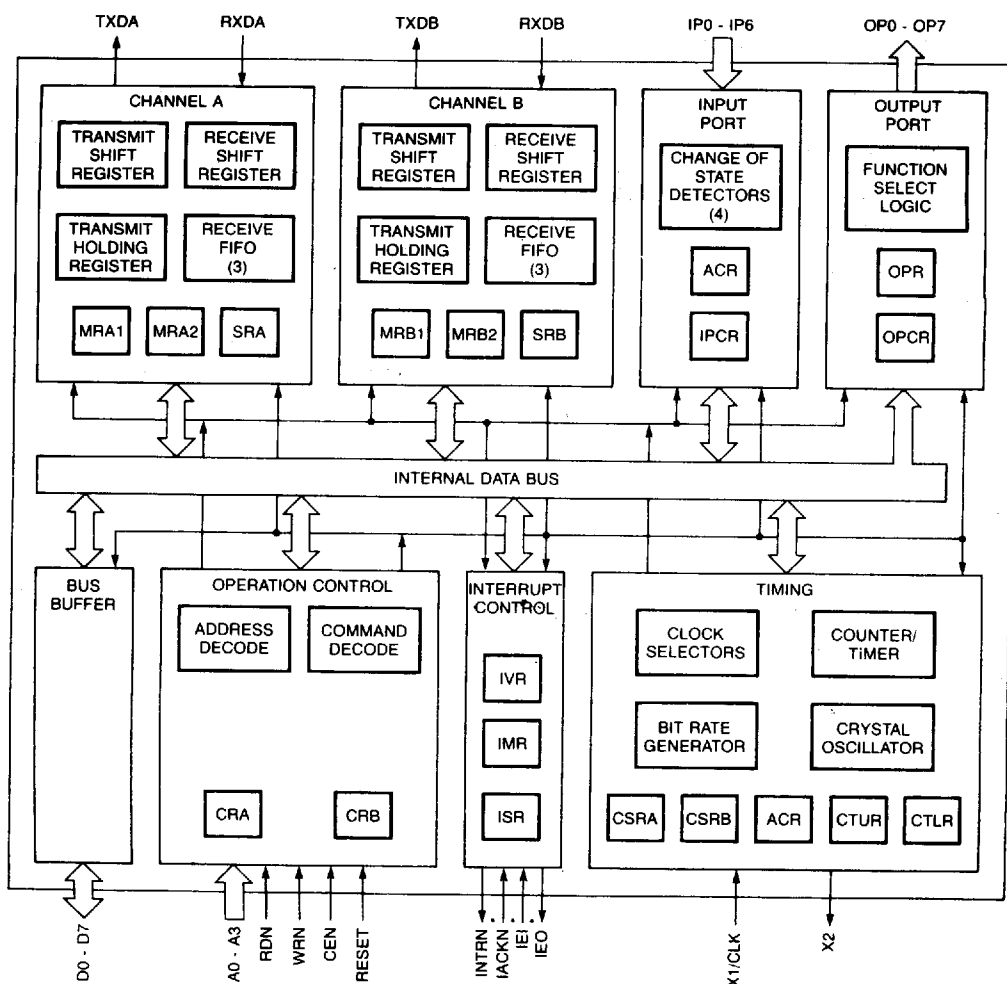 TXDA
RXDA
TXDB
RXDB
IP0 - IP6
OP0 - OP7
CHANNEL A
TRANSMIT
SHIFT
REGISTER
RECEIVE
SHIFT
REGISTER
TRANSMIT
HOLDING
REGISTER
RECEIVE
FIFO
(3)
MRA1
MRA2
SRA
CHANNEL B
TRANSMIT
SHIFT
REGISTER
RECEIVE
SHIFT
REGISTER
TRANSMIT
HOLDING
REGISTER
RECEIVE
FIFO
(3)
MRB1
MRB2
SRB
INPUT
PORT
CHANGE OF
STATE
DETECTORS
(4)
ACR
IPCR
OUTPUT
PORT
FUNCTION
SELECT
LOGIC
OPR
OPCR
INTERNAL DATA BUS
BUS
BUFFER
OPERATION CONTROL
ADDRESS
DECODE
COMMAND
DECODE
CRA
CRB
INTERRUPT
CONTROL
IVR
IMR
ISR
TIMING
CLOCK
SELECTORS
COUNTER/
TIMER
BIT RATE
GENERATOR
CRYSTAL
OSCILLATOR
CSRA
CSRB
ACR
CTUR
CTLR
D0 - D7
A0 - A3
RDN
WRN
CEN
RESET
INTRN
IACKN
IEI
IEO
X1/CLK
X2